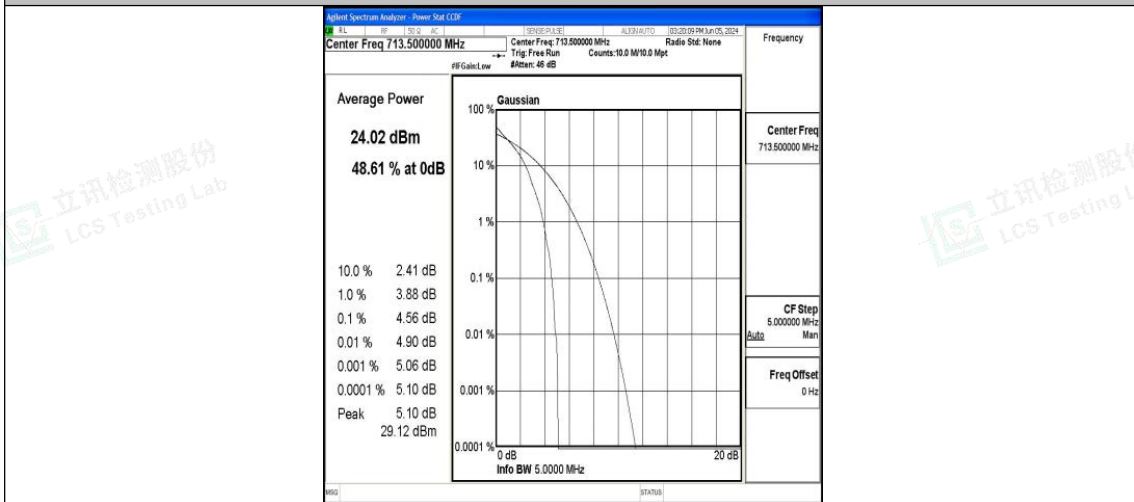 Agilent Spectrum Analyzer - Power Stat CCDF
RL RF 50 Ω AC SENSE:PULSE ALIGN AUTO 03:20:09 PM Jun 05, 2024
Center Freq 713.500000 MHz
Center Freq: 713.500000 MHz Radio Std: None
Trig: Free Run Counts:10.0 M/10.0 Mpt
#IFGain:Low #Atten: 46 dB
Frequency
Average Power
24.02 dBm
48.61 % at 0dB
10.0 % 2.41 dB
1.0 % 3.88 dB
0.1 % 4.56 dB
0.01 % 4.90 dB
0.001 % 5.06 dB
0.0001 % 5.10 dB
Peak 5.10 dB
29.12 dBm
Gaussian
100 %
10 %
1 %
0.1 %
0.01 %
0.001 %
0.0001 %
0 dB 20 dB
Info BW 5.0000 MHz
Center Freq
713.500000 MHz
CF Step
5.000000 MHz
Auto Man
Freq Offset
0 Hz
MSG STATUS
立讯检测股份
LCS Testing Lab
立讯检测股份
LCS Testing L